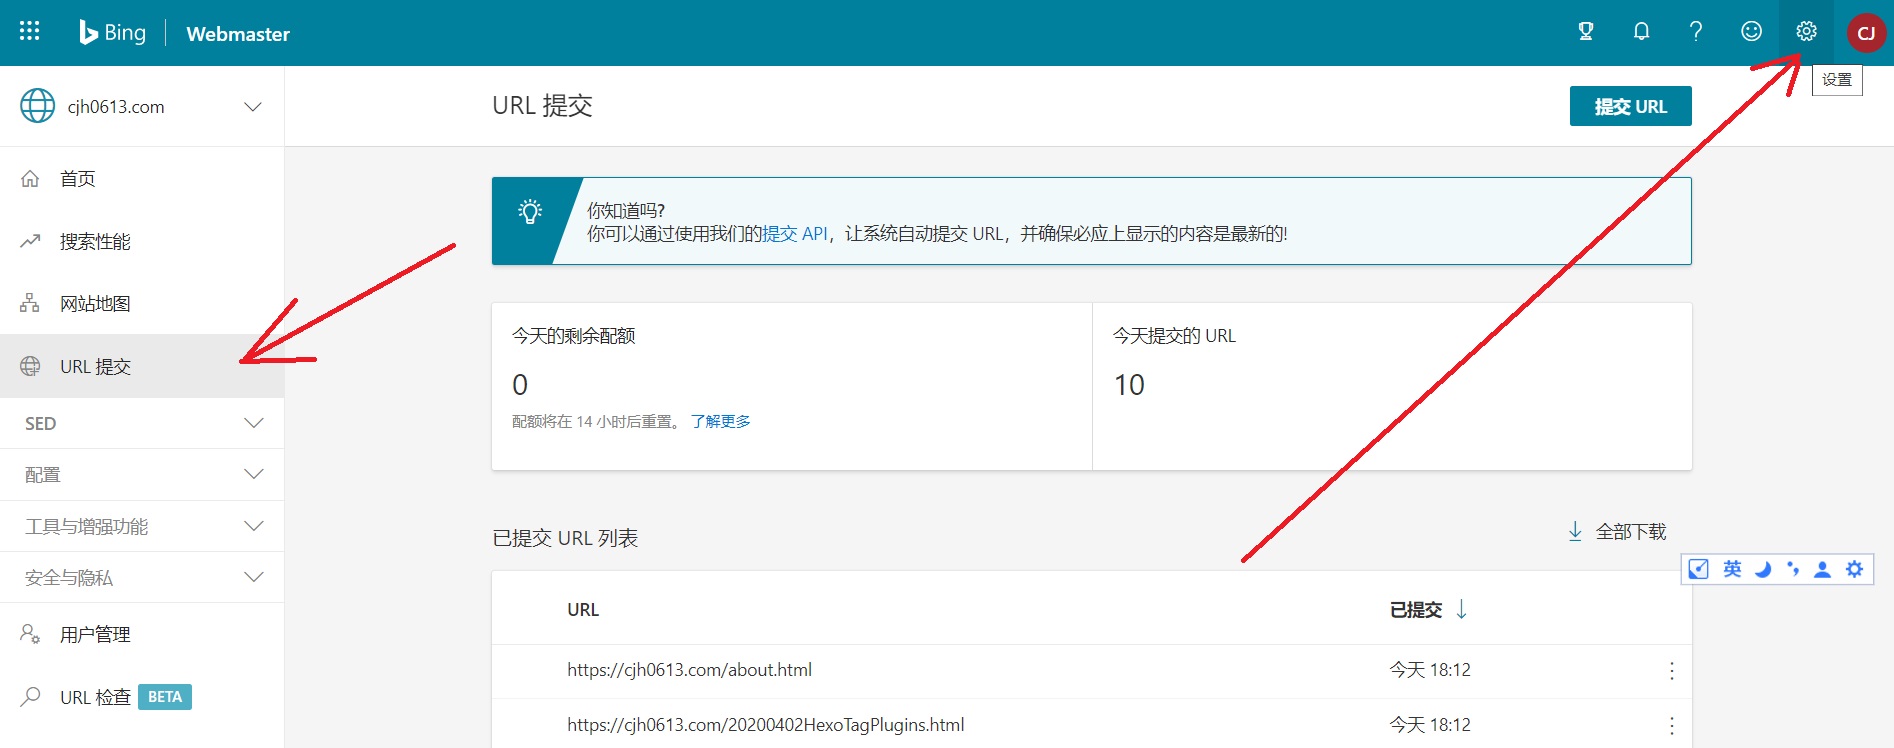 Bing Webmaster
CJ
设置
cjh0613.com
首页
搜索性能
网站地图
URL 提交
SED
配置
工具与增强功能
安全与隐私
用户管理
URL 检查 BETA
URL 提交
提交 URL
你知道吗?
你可以通过使用我们的提交 API，让系统自动提交 URL，并确保必应上显示的内容是最新的!
今天的剩余配额
0
配额将在 14 小时后重置。 了解更多
今天提交的 URL
10
已提交 URL 列表
全部下载
英
URL 已提交
https://cjh0613.com/about.html 今天 18:12
https://cjh0613.com/20200402HexoTagPlugins.html 今天 18:12